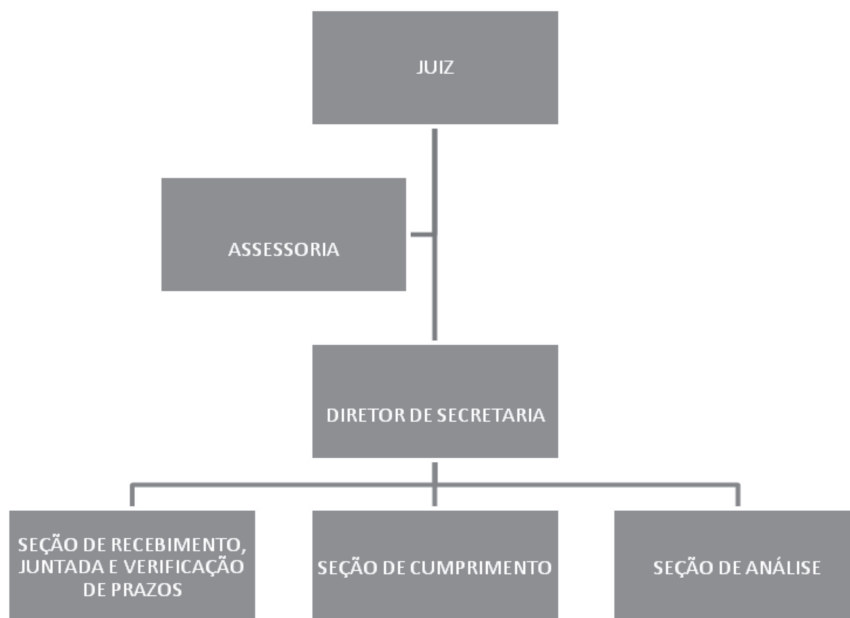 JUIZ
ASSESSORIA
DIRETOR DE SECRETARIA
SEÇÃO DE RECEBIMENTO,
JUNTADA E VERIFICAÇÃO
DE PRAZOS
SEÇÃO DE CUMPRIMENTO
SEÇÃO DE ANÁLISE